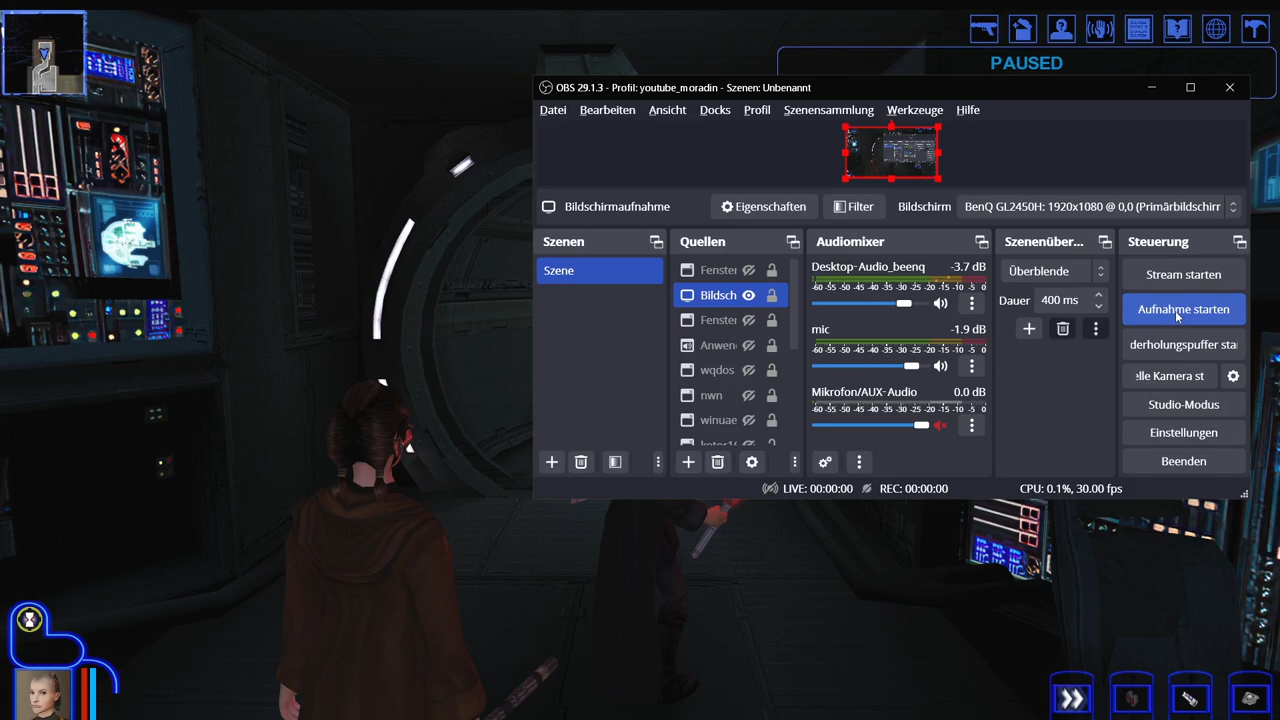 PAUSED
OBS 29.1.3 - Profil: youtube_moradin - Szenen: Unbenannt
Datei Bearbeiten Ansicht Docks Profil Szenensammlung Werkzeuge Hilfe
Bildschirmaufnahme Eigenschaften Filter Bildschirm BenQ GL2450H: 1920x1080 @ 0,0 (Primärbildschirr
Szenen
Szene
Quellen
Fenster
Bildsch
Fenster
Anwen
wqdos
nwn
winuae
Audiomixer
Desktop-Audio_beenq -3.7 dB
-60 -55 -50 -45 -40 -35 -30 -25 -20 -15 -10 -5 0
mic -1.9 dB
-60 -55 -50 -45 -40 -35 -30 -25 -20 -15 -10 -5 0
Mikrofon/AUX-Audio 0.0 dB
-60 -55 -50 -45 -40 -35 -30 -25 -20 -15 -10 -5 0
Szenenüber...
Überblende
Dauer 400 ms
Steuerung
Stream starten
Aufnahme starten
derholungspuffer sta
elle Kamera st
Studio-Modus
Einstellungen
Beenden
LIVE: 00:00:00 REC: 00:00:00 CPU: 0.1%, 30.00 fps